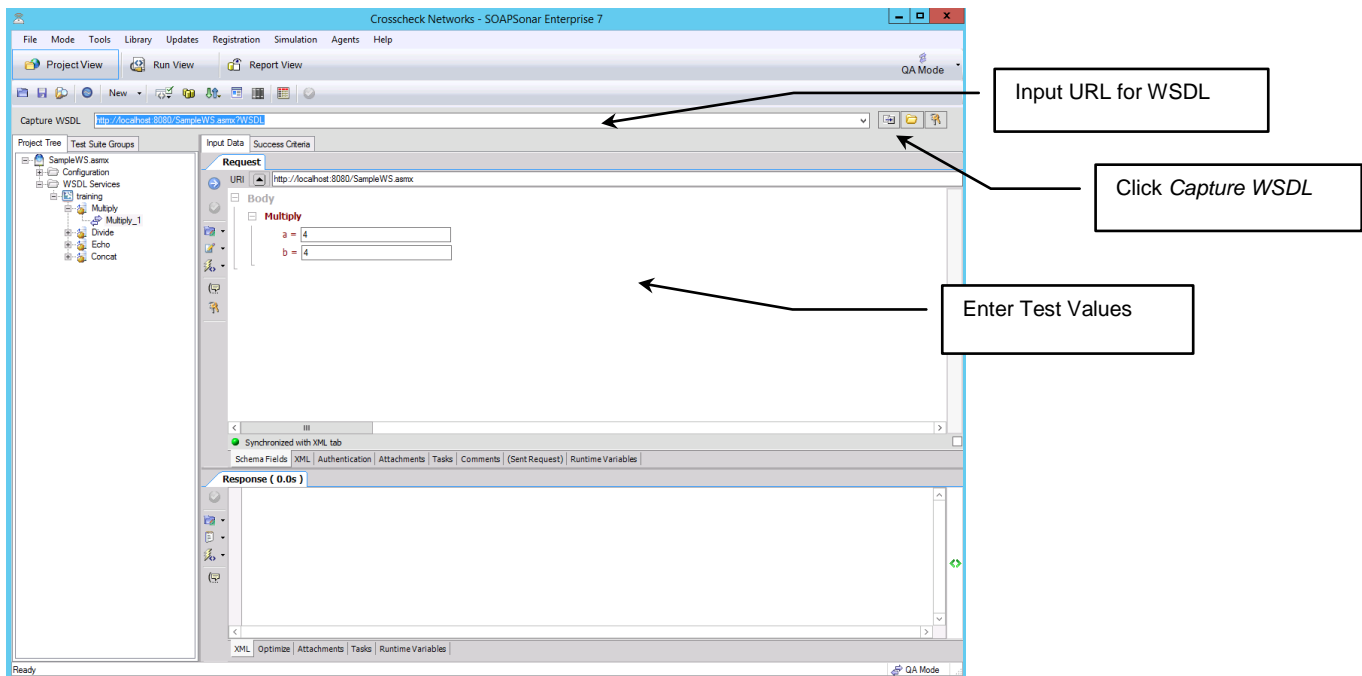 Crosscheck Networks - SOAPSonar Enterprise 7
File Mode Tools Library Updates Registration Simulation Agents Help
Project View Run View Report View QA Mode
New
Capture WSDL http://localhost:8080/SampleWS.asmx?WSDL
Input URL for WSDL
Click Capture WSDL
Enter Test Values
Project Tree Test Suite Groups
SampleWS.asmx
Configuration
WSDL Services
training
Multiply
Multiply_1
Divide
Echo
Concat
Input Data Success Criteria
Request
URI http://localhost:8080/SampleWS.asmx
Body
Multiply
a = 4
b = 4
Synchronized with XML tab
Schema Fields XML Authentication Attachments Tasks Comments (Sent Request) Runtime Variables
Response ( 0.0s )
XML Optimize Attachments Tasks Runtime Variables
Ready QA Mode